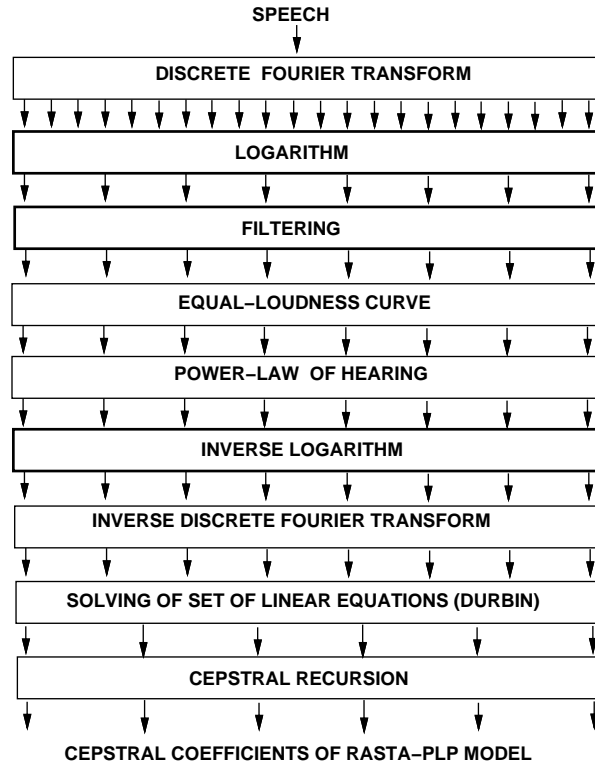 SPEECH
DISCRETE FOURIER TRANSFORM
LOGARITHM
FILTERING
EQUAL–LOUDNESS CURVE
POWER–LAW OF HEARING
INVERSE LOGARITHM
INVERSE DISCRETE FOURIER TRANSFORM
SOLVING OF SET OF LINEAR EQUATIONS (DURBIN)
CEPSTRAL RECURSION
CEPSTRAL COEFFICIENTS OF RASTA–PLP MODEL